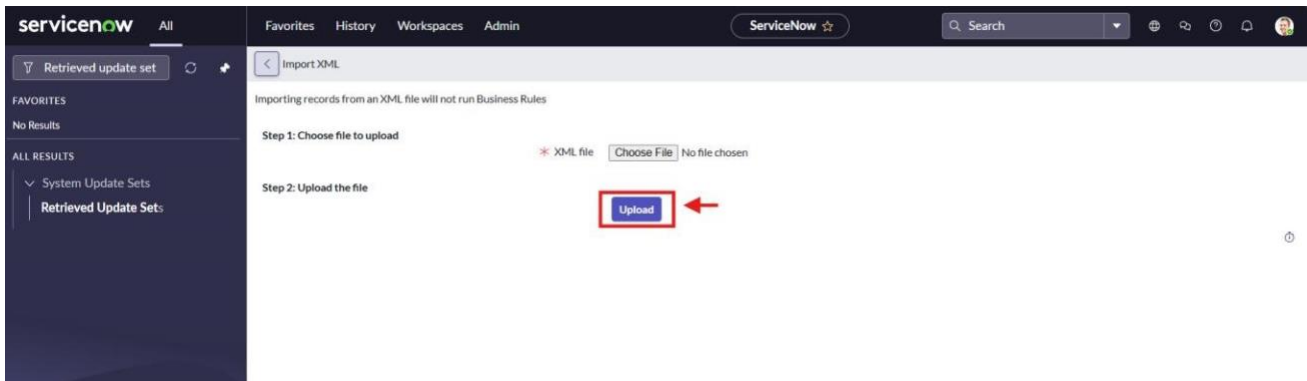 servicenow All Favorites History Workspaces Admin ServiceNow Search
Retrieved update set
Import XML
FAVORITES
No Results
ALL RESULTS
System Update Sets
Retrieved Update Sets
Importing records from an XML file will not run Business Rules
Step 1: Choose file to upload
* XML file Choose File No file chosen
Step 2: Upload the file
Upload